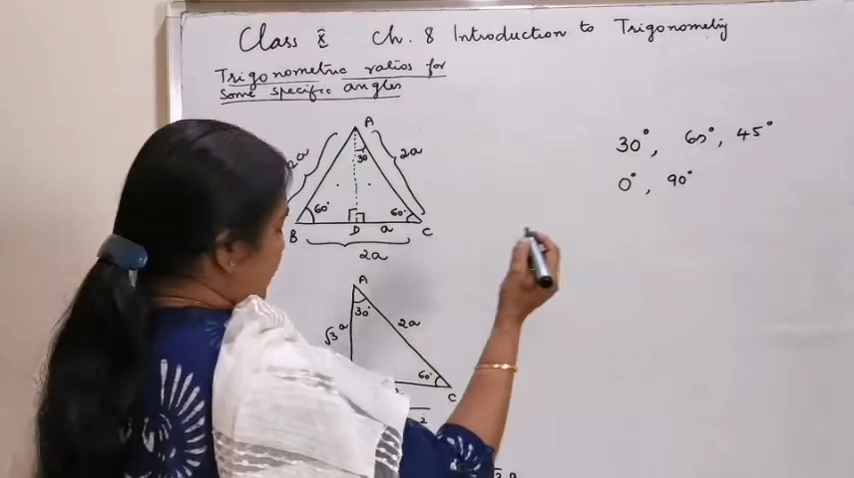 Class 8 Ch. 8 Introduction to Trigonometry
Trigonometric ratios for
some specific angles
30°, 60°, 45°
0°, 90°
A
2a
30
2a
60°
60°
B
D
a
C
2a
A
30°
√3a
2a
60°
C
2